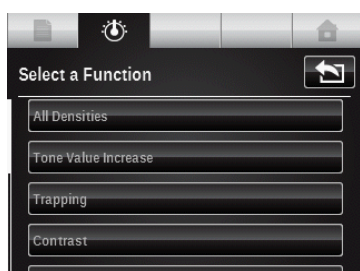 Select a Function
All Densities
Tone Value Increase
Trapping
Contrast